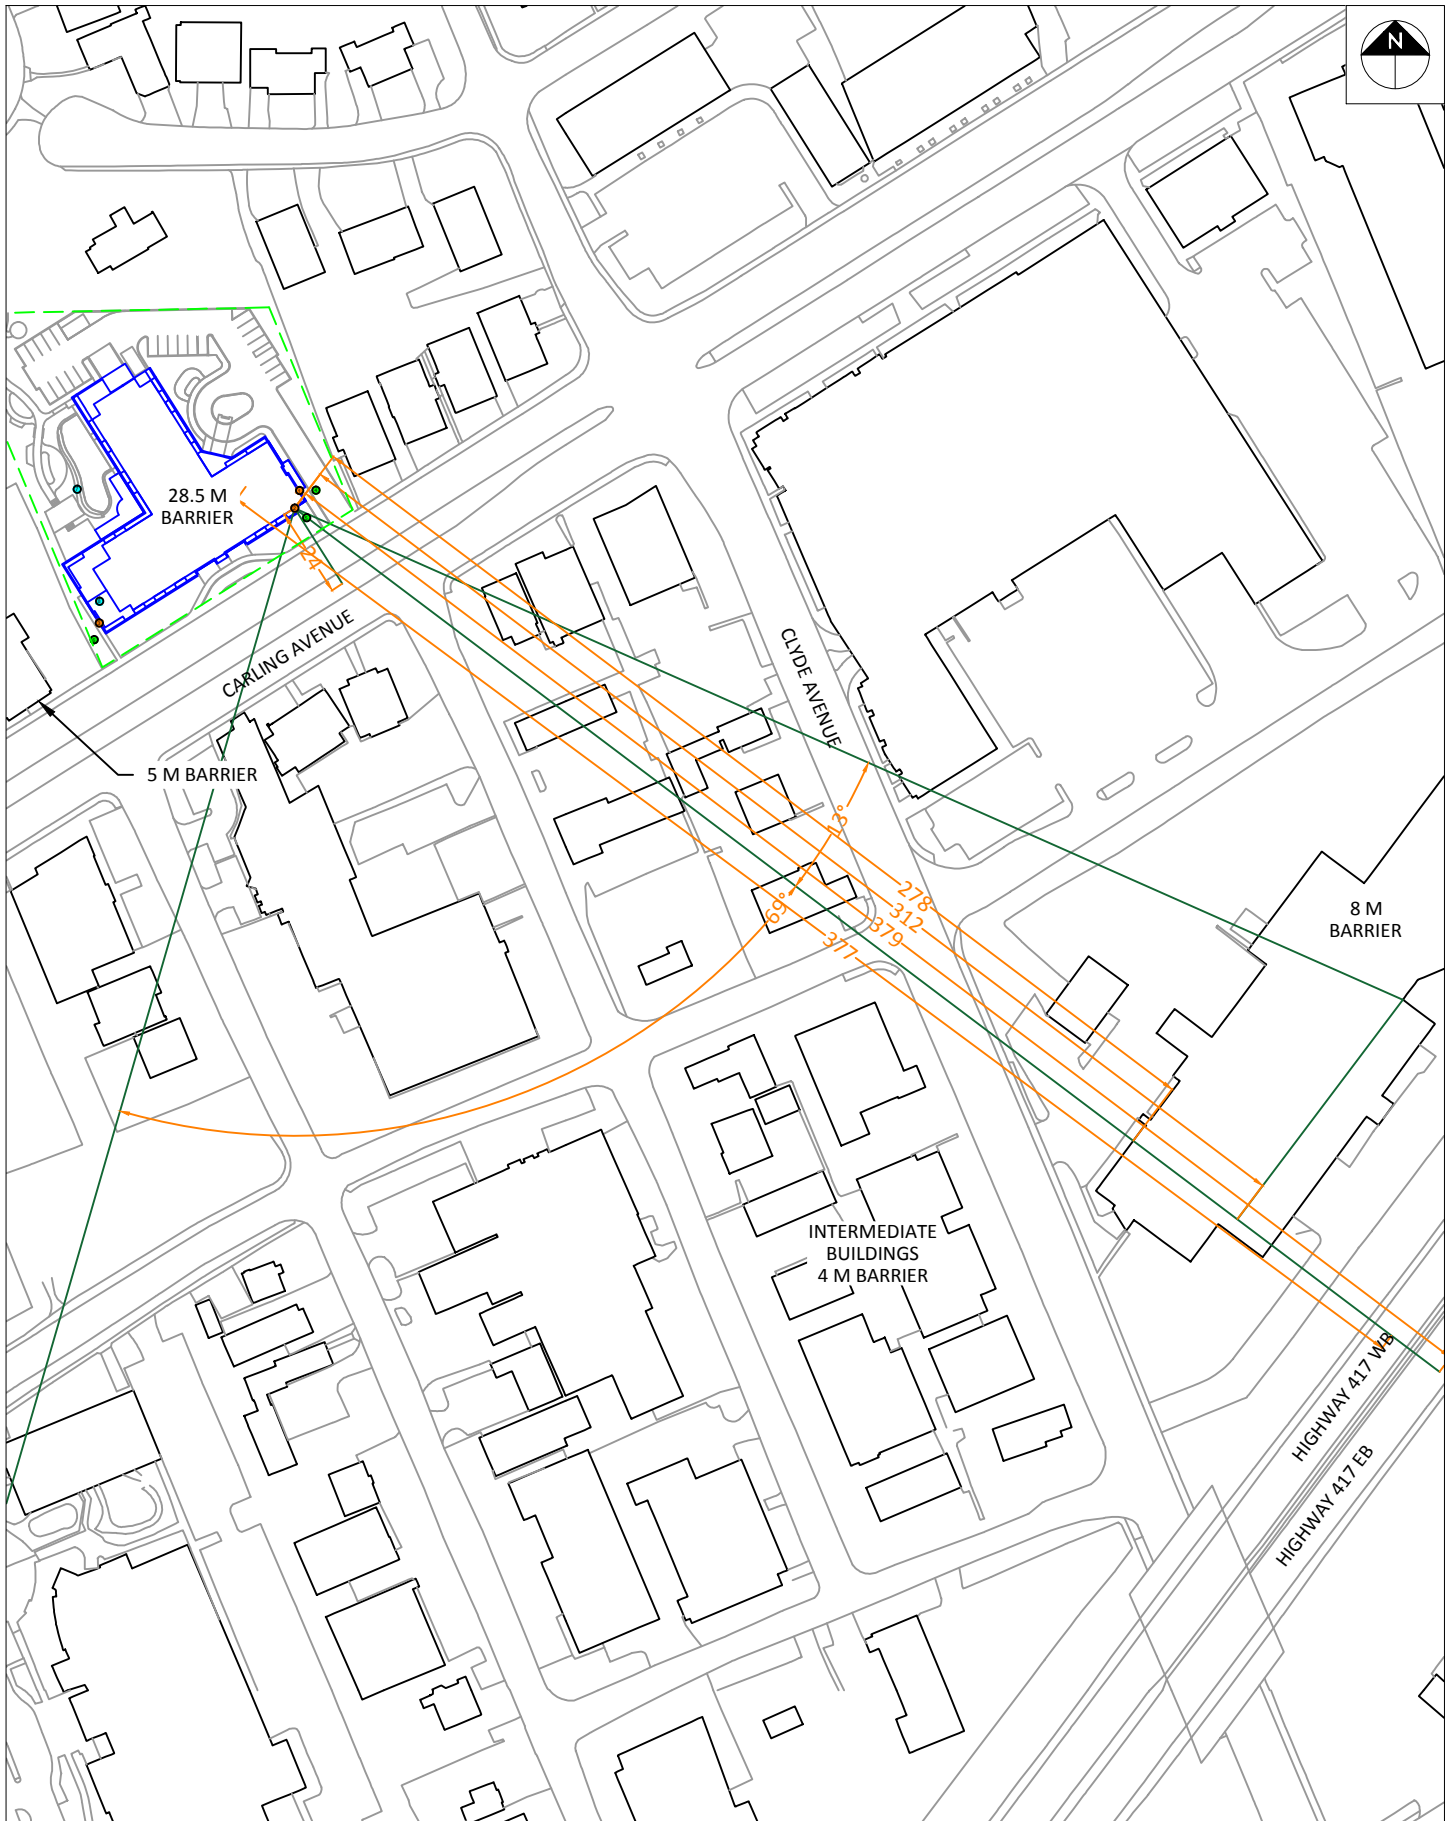 N
28.5 M
BARRIER
24
CARLING AVENUE
CLYDE AVENUE
5 M BARRIER
13°
69°
278
312
379
377
8 M
BARRIER
INTERMEDIATE
BUILDINGS
4 M BARRIER
HIGHWAY 417 WB
HIGHWAY 417 EB